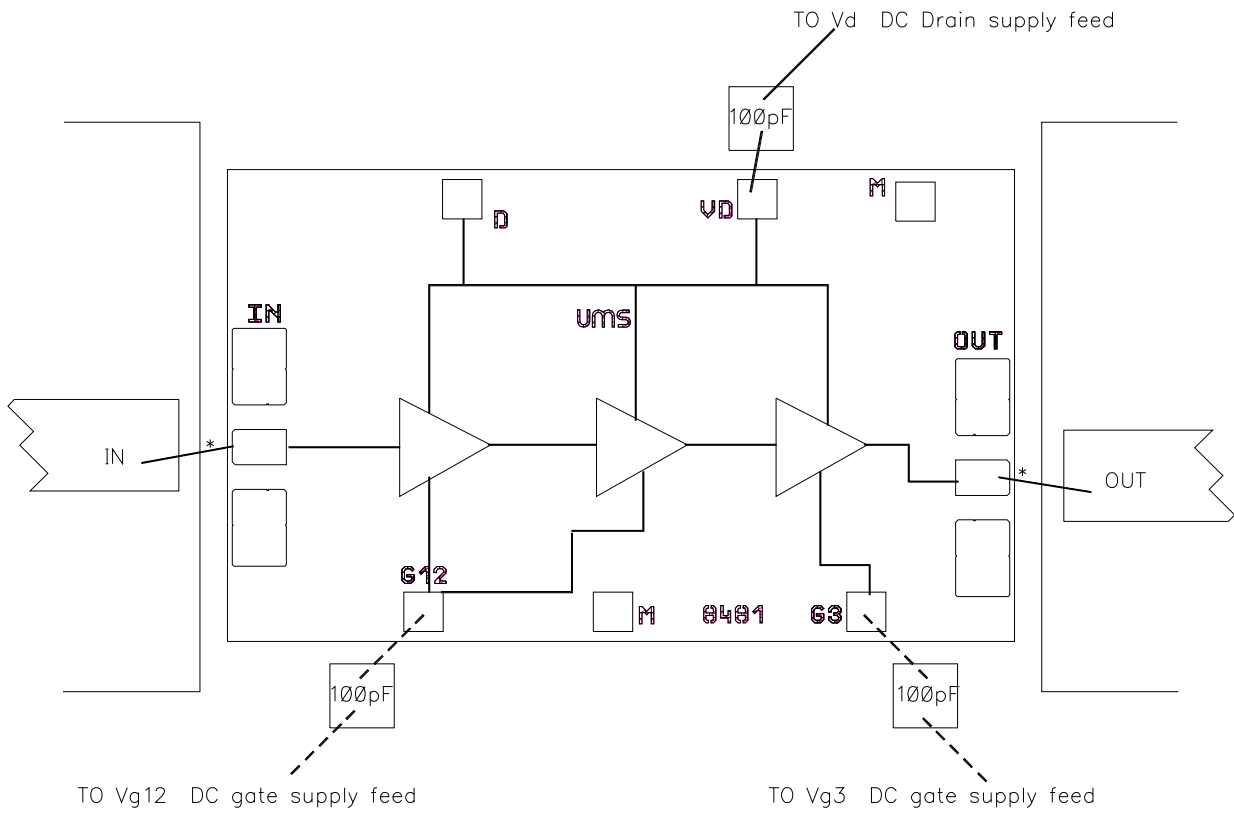 TO Vd DC Drain supply feed
100pF
D
VD
M
IN
UMS
OUT
*
IN
*
OUT
G12
M
8481
G3
100pF
100pF
TO Vg12 DC gate supply feed
TO Vg3 DC gate supply feed